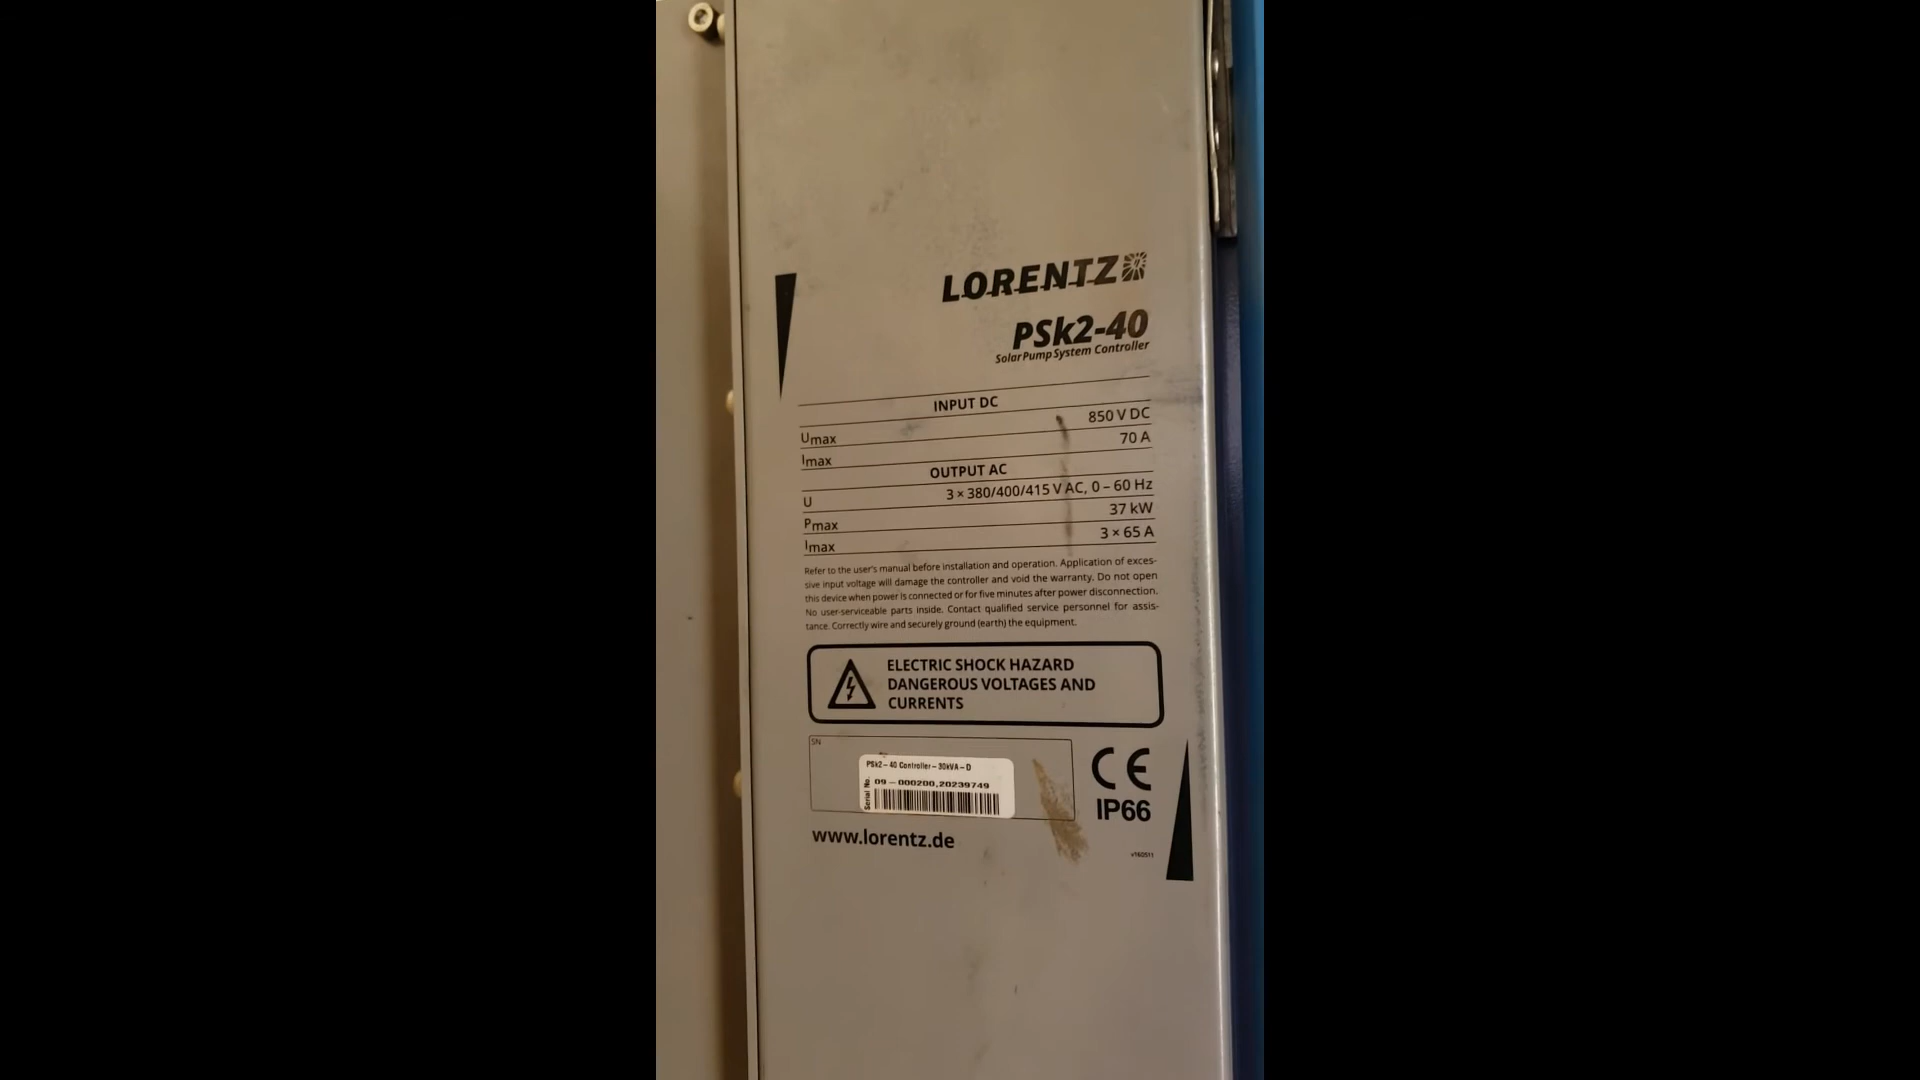 LORENTZ
PSk2-40
Solar Pump System Controller
INPUT DC
Umax 850 V DC
Imax 70 A
OUTPUT AC
U 3 × 380/400/415 V AC, 0 – 60 Hz
Pmax 37 kW
Imax 3 × 65 A
Refer to the user's manual before installation and operation. Application of exces-
sive input voltage will damage the controller and void the warranty. Do not open
this device when power is connected or for five minutes after power disconnection.
No user-serviceable parts inside. Contact qualified service personnel for assis-
tance. Correctly wire and securely ground (earth) the equipment.
ELECTRIC SHOCK HAZARD
DANGEROUS VOLTAGES AND
CURRENTS
SN
PSk2 – 40 Controller – 30kVA – D
Serial No. 09 – 000200,20239749
CE
IP66
www.lorentz.de
v160511